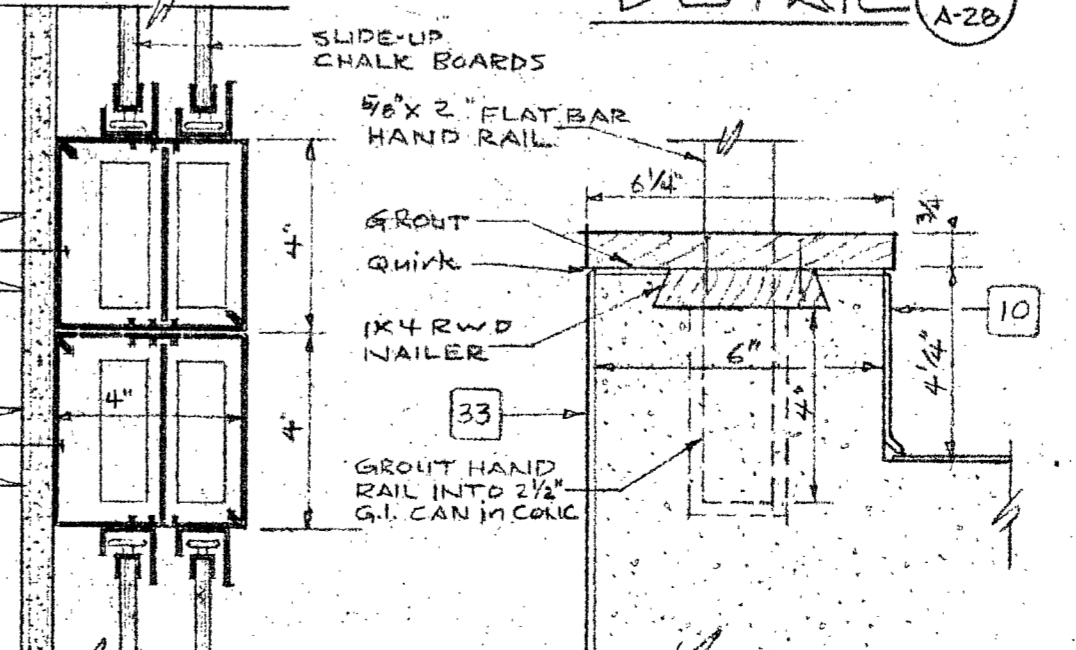 DETAIL
A-28
SLIDE-UP
CHALK BOARDS
5/8" X 2" FLAT BAR
HAND RAIL
6 1/4"
3/4
GROUT
Quirk
1X4 RWD
NAILER
10
4 1/4"
6"
4"
33
GROUT HAND
RAIL INTO 2 1/2"
G.I. CAN in CONC
4"
4"
4"